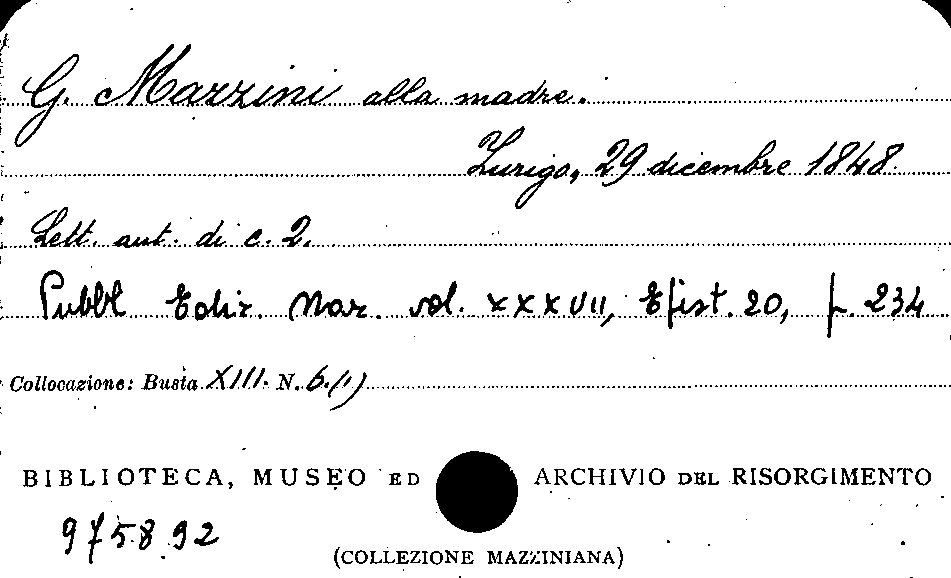 G. Mazzini alla madre.
Zurigo, 29 dicembre 1848.
Lett. aut. di c. 2.
Pubbl Ediz. Naz. vol. XXXVII, Epist. 20, p. 234
Collocazione: Busta XIII. N. 6.(1)
BIBLIOTECA, MUSEO ED ARCHIVIO DEL RISORGIMENTO
975892
(COLLEZIONE MAZZINIANA)